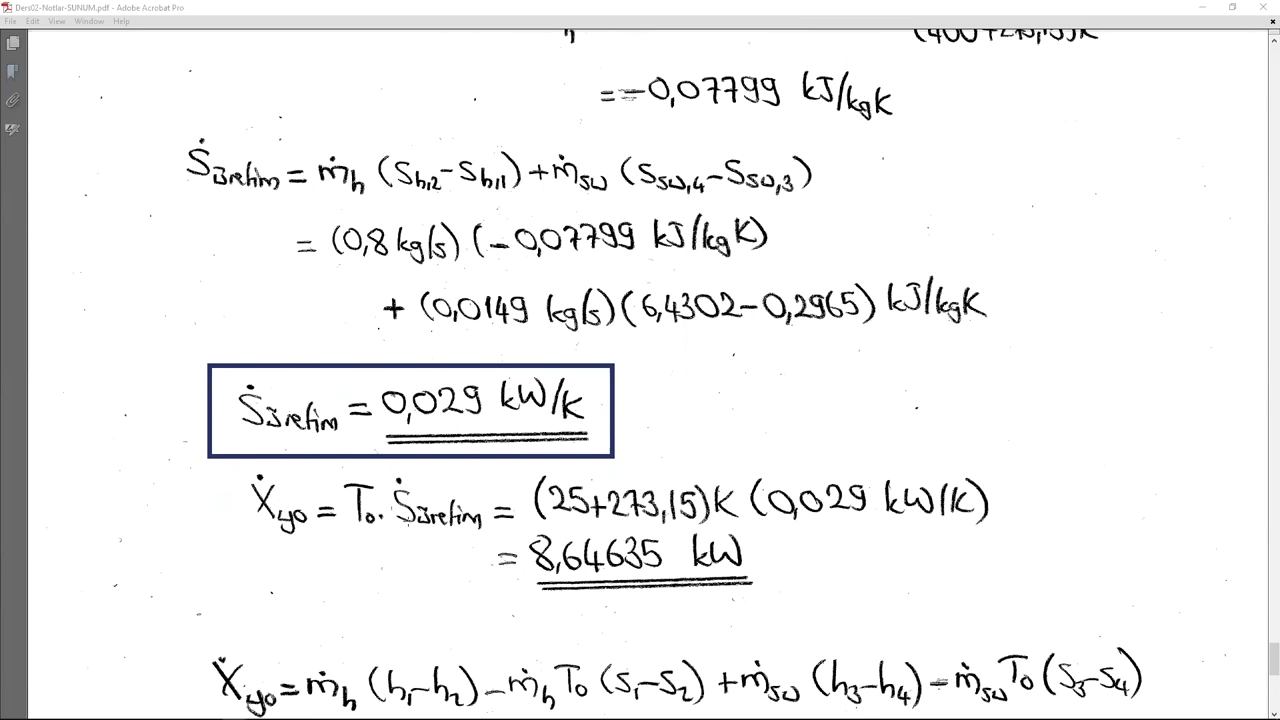 Ders02-Notlar-SUNUM.pdf - Adobe Acrobat Pro
File Edit View Window Help
= -0,07799 kJ/kgK
Ṡüretim = ṁh (Sh,2 - Sh,1) + ṁsu (Ssu,4 - Ssu,3)
= (0,8 kg/s) (-0,07799 kJ/kgK)
+ (0,0149 kg/s) (6,4302 - 0,2965) kJ/kgK
Ṡüretim = 0,029 kW/K
Ẋyo = T0. Ṡüretim = (25+273,15)K (0,029 kW/K)
= 8,64635 kW
Ẋyo = ṁh (h1-h2) - ṁh T0 (s1-s2) + ṁsu (h3-h4) - ṁsu T0 (s3-s4)